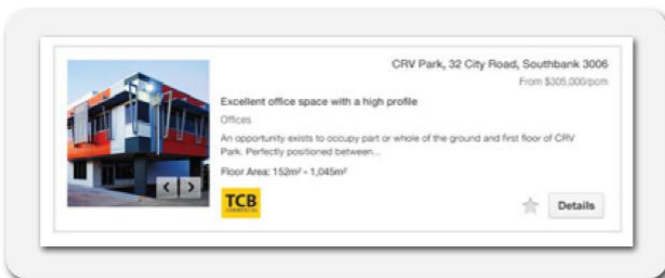 CRV Park, 32 City Road, Southbank 3006
From $305,000/pcm
Excellent office space with a high profile
Offices
An opportunity exists to occupy part or whole of the ground and first floor of CRV
Park. Perfectly positioned between...
Floor Area: 152m² - 1,045m²
TCB
COMMERCIAL
Details